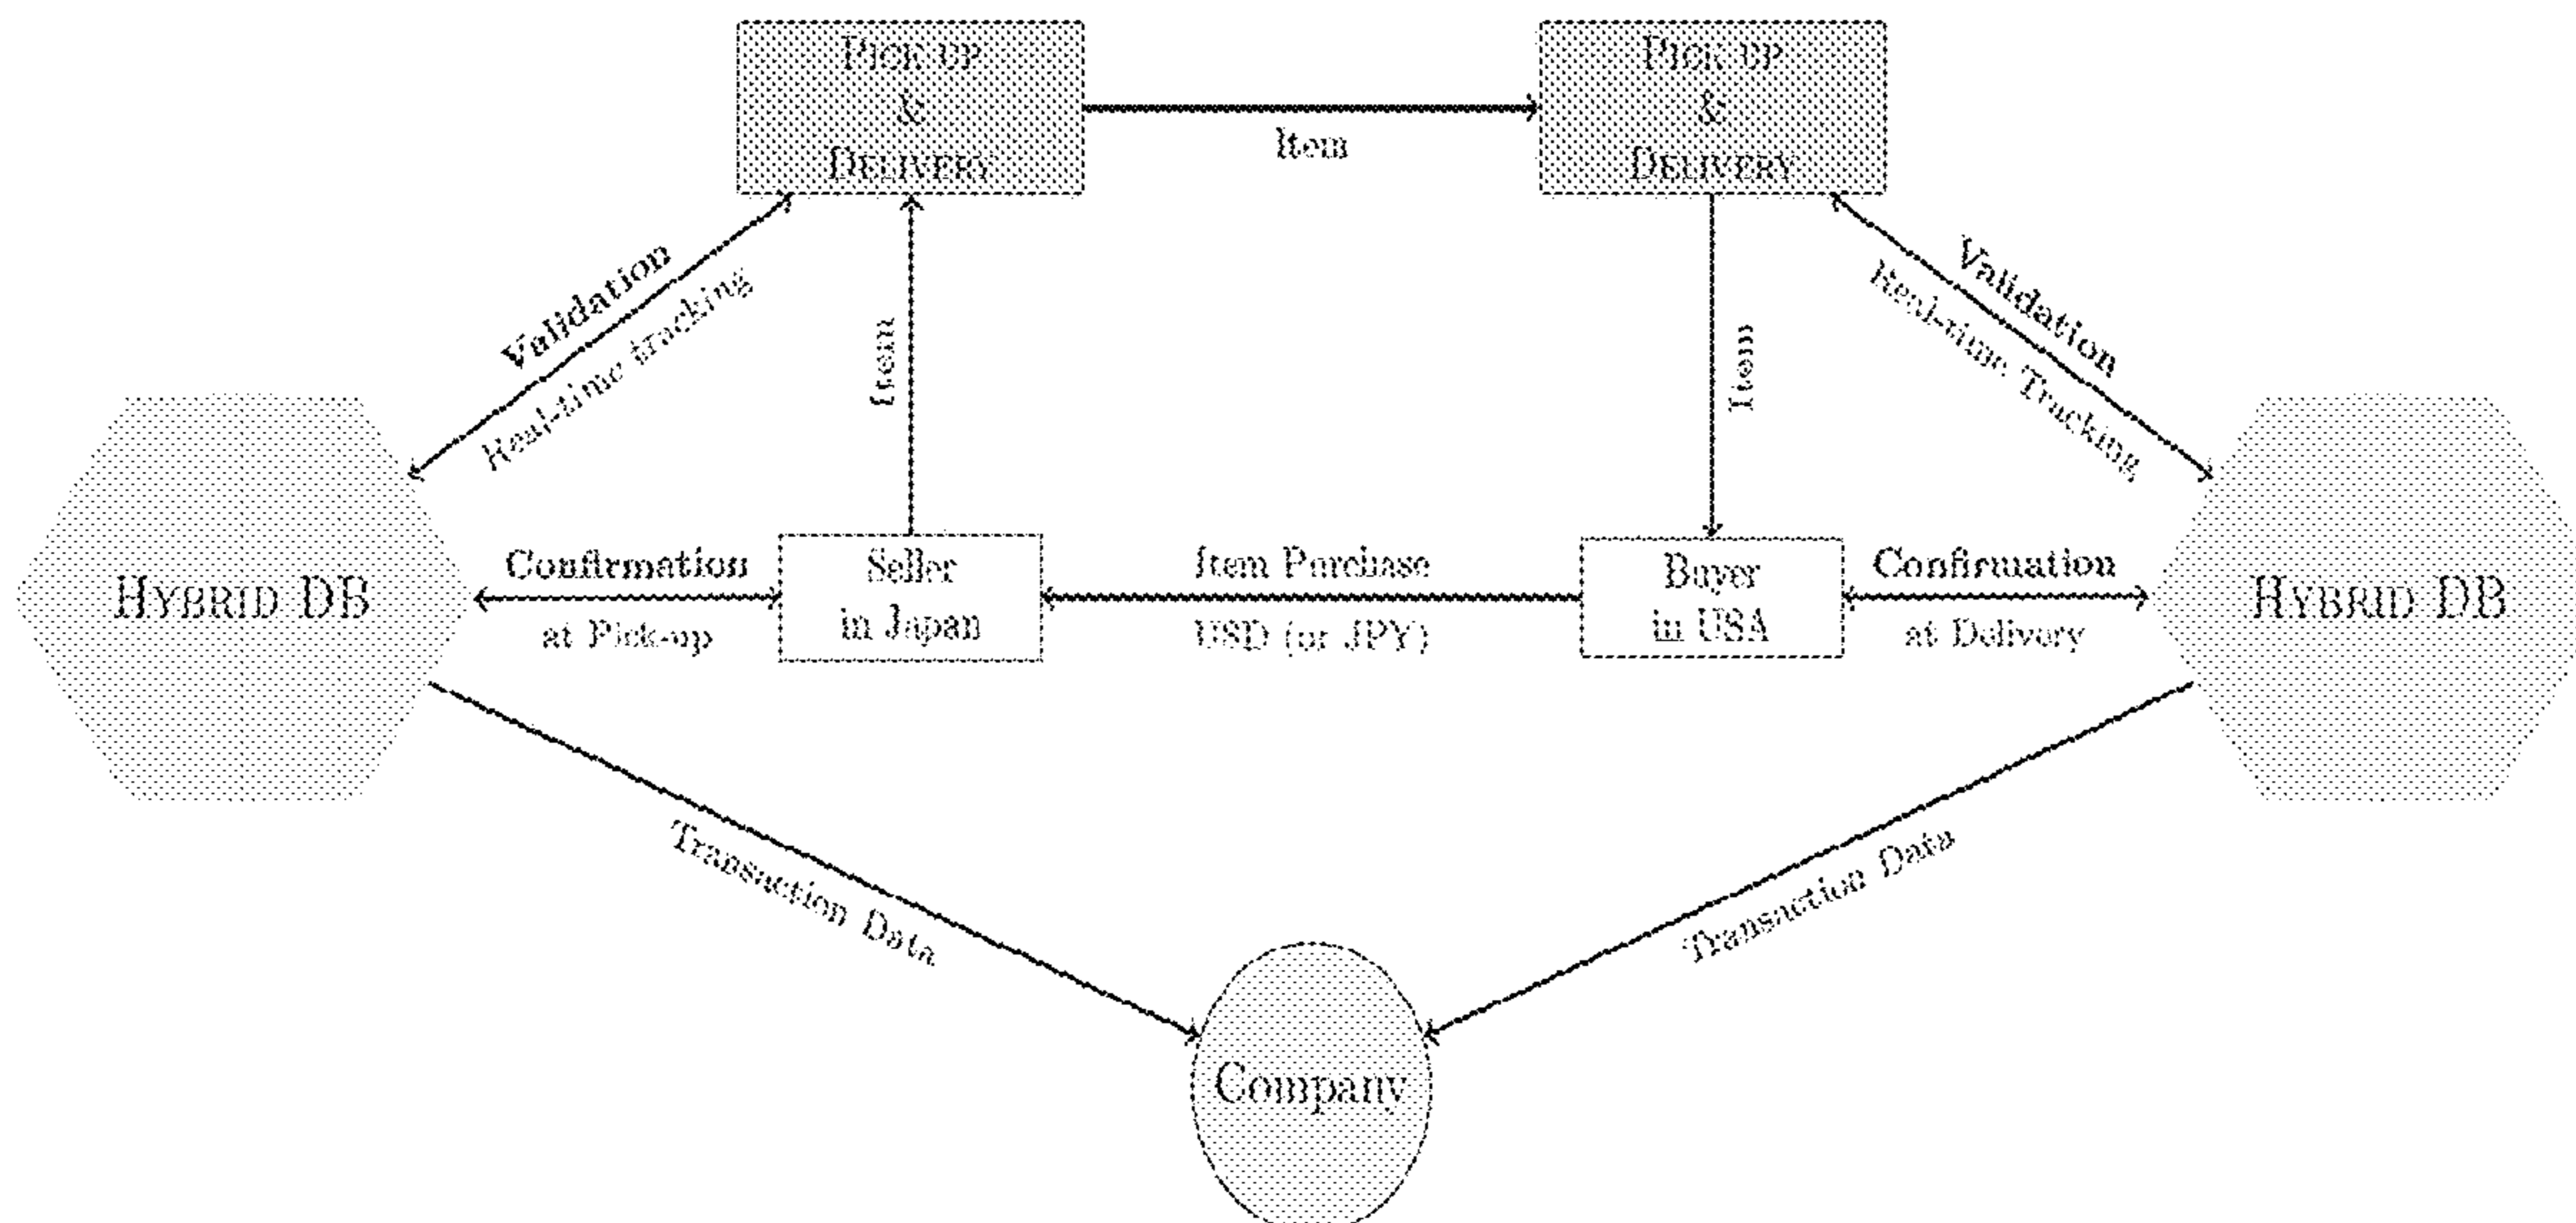 PICK UP
&
DELIVERY
PICK UP
&
DELIVERY
Item
Validation
Real-time tracking
Item
Item
Validation
Real-time Tracking
HYBRID DB
Confirmation
at Pick-up
Seller
in Japan
Item Purchase
USD (or JPY)
Buyer
in USA
Confirmation
at Delivery
HYBRID DB
Transaction Data
Transaction Data
Company